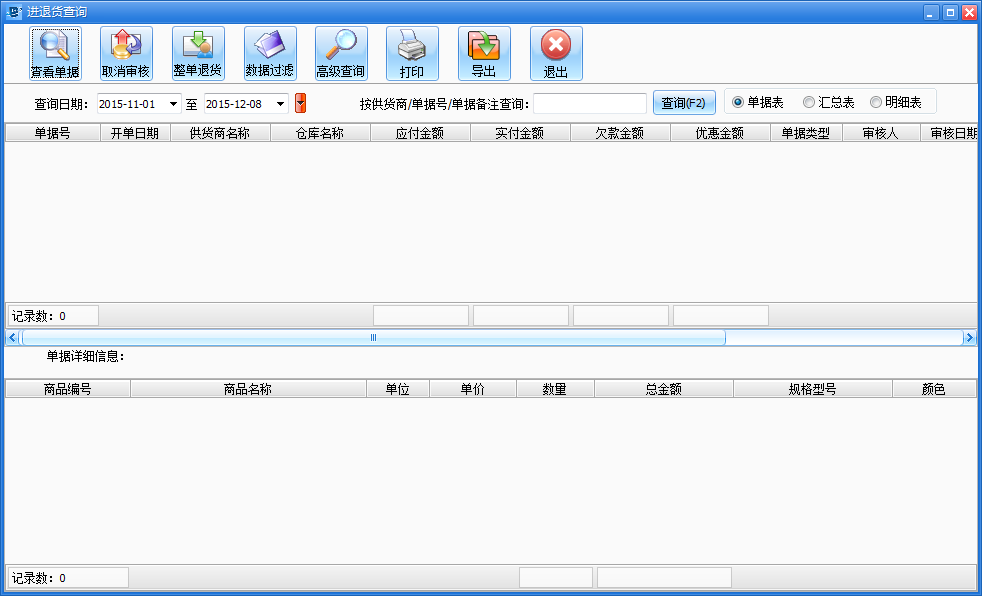 进退货查询
查看单据 取消审核 整单退货 数据过滤 高级查询 打印 导出 退出
查询日期: 2015-11-01 至 2015-12-08 按供货商/单据号/单据备注查询: 查询(F2) 单据表 汇总表 明细表
单据号 开单日期 供货商名称 仓库名称 应付金额 实付金额 欠款金额 优惠金额 单据类型 审核人 审核日期
记录数: 0
单据详细信息:
商品编号 商品名称 单位 单价 数量 总金额 规格型号 颜色
记录数: 0